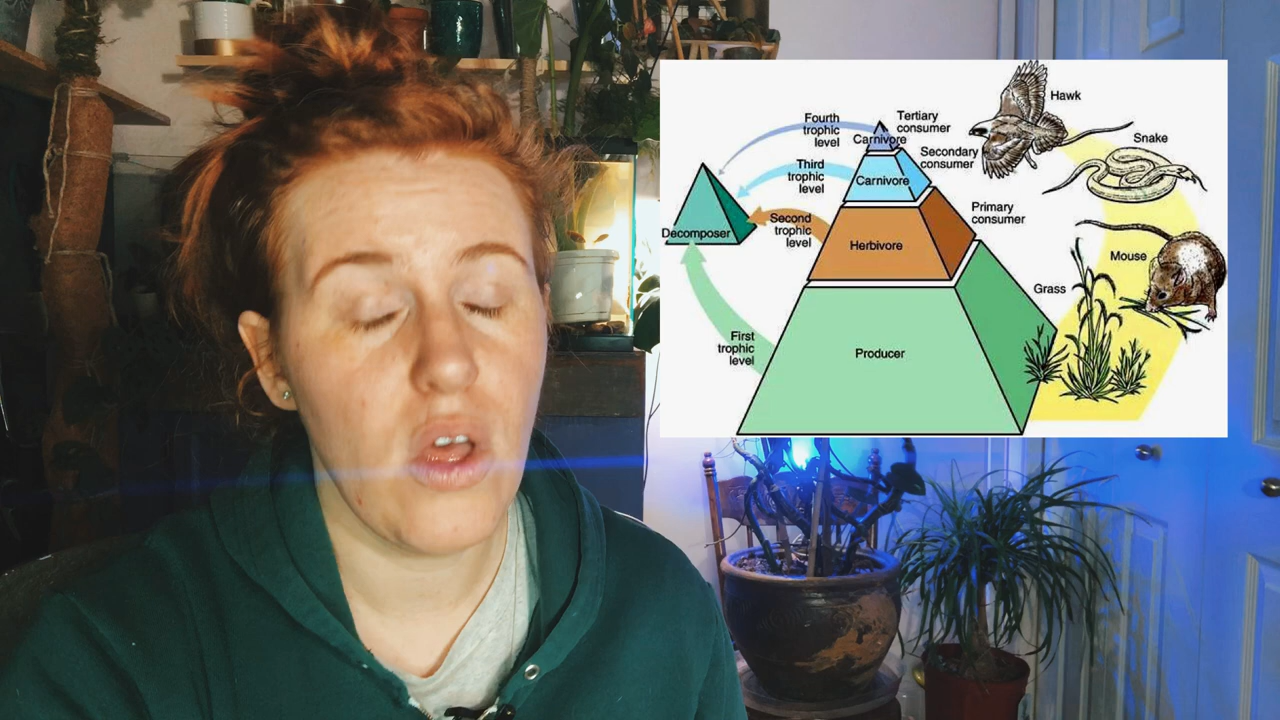 Fourth
trophic
level
Tertiary
consumer
Carnivore
Hawk
Third
trophic
level
Secondary
consumer
Carnivore
Snake
Decomposer
Second
trophic
level
Herbivore
Primary
consumer
Mouse
Grass
First
trophic
level
Producer